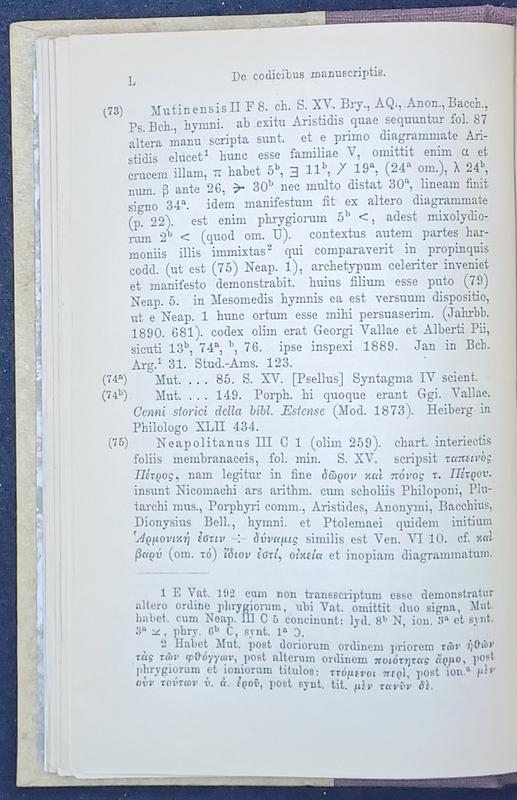 L
De codicibus manuscriptis.
(73) Mutinensis II F 8. ch. S. XV. Bry., AQ., Anon., Bacch.,
Ps. Bch., hymni. ab exitu Aristidis quae sequuntur fol. 87
altera manu scripta sunt. et e primo diagrammate Ari-
stidis elucet¹ hunc esse familiae V, omittit enim α et
crucem illam, π habet 5ᵇ, ∃ 11ᵇ, 19ᵃ, (24ᵃ om.), λ 24ᵇ,
num. β ante 26, 30ᵇ nec multo distat 30ᵃ, lineam finit
signo 34ᵃ. idem manifestum fit ex altero diagrammate
(p. 22). est enim phrygiorum 5ᵇ <, adest mixolydio-
rum 2ᵇ < (quod om. U). contextus autem partes har-
moniis illis immixtas² qui comparaverit in propinquis
codd. (ut est (75) Neap. 1), archetypum celeriter inveniet
et manifesto demonstrabit. huius filium esse puto (79)
Neap. 5. in Mesomedis hymnis ea est versuum dispositio,
ut e Neap. 1 hunc ortum esse mihi persuaserim. (Jahrbb.
1890. 681). codex olim erat Georgi Vallae et Alberti Pii,
sicuti 13ᵇ, 74ᵃ, ᵇ, 76. ipse inspexi 1889. Jan in Bch.
Arg.¹ 31. Stud.-Ams. 123.
(74ᵃ) Mut. ... 85. S. XV. [Psellus] Syntagma IV scient.
(74ᵇ) Mut. ... 149. Porph. hi quoque erant Ggi. Vallae.
Cenni storici della bibl. Estense (Mod. 1873). Heiberg in
Philologo XLII 434.
(75) Neapolitanus III C 1 (olim 259). chart. interiectis
foliis membranaceis, fol. min. S. XV. scripsit ταπεινὸς
Πέτρος, nam legitur in fine δῶρον καὶ πόνος τ. Πέτρου.
insunt Nicomachi ars arithm. cum scholiis Philoponi, Plu-
tarchi mus., Porphyri comm., Aristides, Anonymi, Bacchius,
Dionysius Bell., hymni. et Ptolemaei quidem initium
Ἁρμονική ἐστιν -:- δύναμις similis est Ven. VI 10. cf. καὶ
βαρύ (om. τό) ἴδιον ἐστί, οἰκεία et inopiam diagrammatum.
1 E Vat. 192 eum non transscriptum esse demonstratur
altero ordine phrygiorum, ubi Vat. omittit duo signa, Mut.
habet. cum Neap. III C 5 concinunt: lyd. 8ᵇ N, ion. 3ᵃ et synt.
3ᵃ, phry. 6ᵇ C, synt. 1ᵃ Ɔ.
2 Habet Mut. post doriorum ordinem priorem τῶν ἠθῶν
τὰς τῶν φθόγγων, post alterum ordinem ποιότητας ἅρμο, post
phrygiorum et ioniorum titulos: ττόμενοι περὶ, post ion.ᵃ μὲν
οὖν τούτων ὑ. ἀ. ἐροῦ, post synt. tit. μὲν τανῦν δὲ.